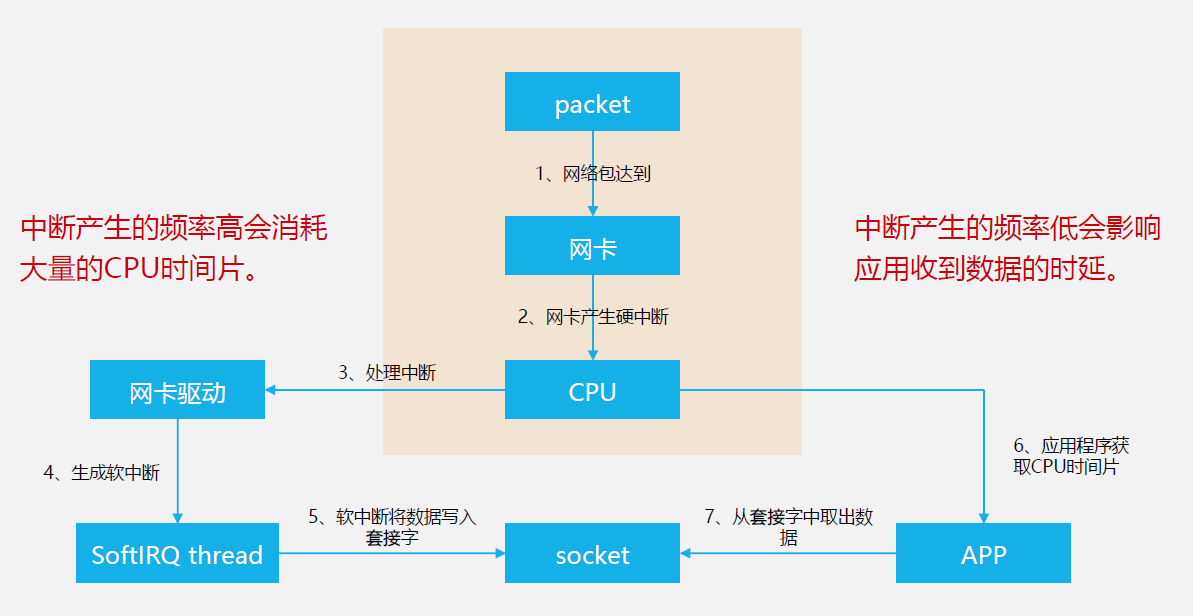 packet
1、网络包达到
网卡
2、网卡产生硬中断
中断产生的频率高会消耗
大量的CPU时间片。
中断产生的频率低会影响
应用收到数据的时延。
网卡驱动
3、处理中断
CPU
4、生成软中断
6、应用程序获
取CPU时间片
SoftIRQ thread
5、软中断将数据写入
套接字
socket
7、从套接字中取出数
据
APP